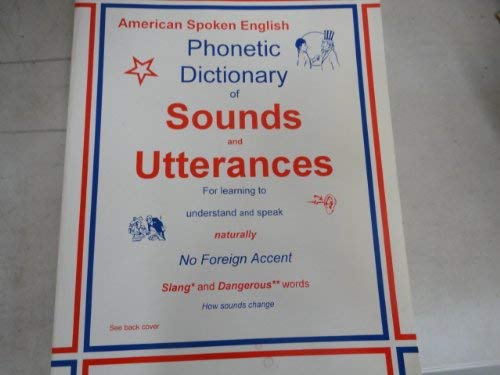 American Spoken English
Phonetic
Dictionary
of
Sounds
and
Utterances
For learning to
understand and speak
naturally
No Foreign Accent
Slang* and Dangerous** words
How sounds change
See back cover